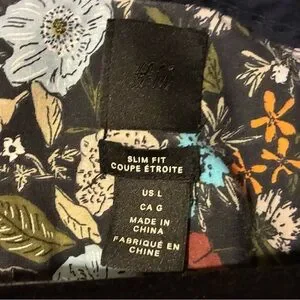 SLIM FIT
COUPE ÉTROITE
US L
CA G
MADE IN
CHINA
FABRIQUÉ EN
CHINE